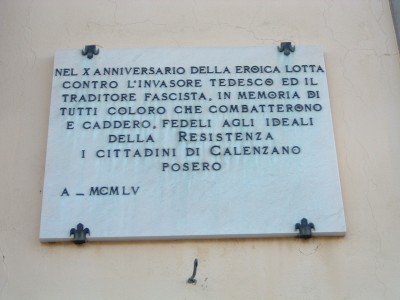 NEL X ANNIVERSARIO DELLA EROICA LOTTA
CONTRO L'INVASORE TEDESCO ED IL
TRADITORE FASCISTA, IN MEMORIA DI
TUTTI COLORO CHE COMBATTERONO
E CADDERO, FEDELI AGLI IDEALI
DELLA RESISTENZA
I CITTADINI DI CALENZANO
POSERO
A _ MCMLV